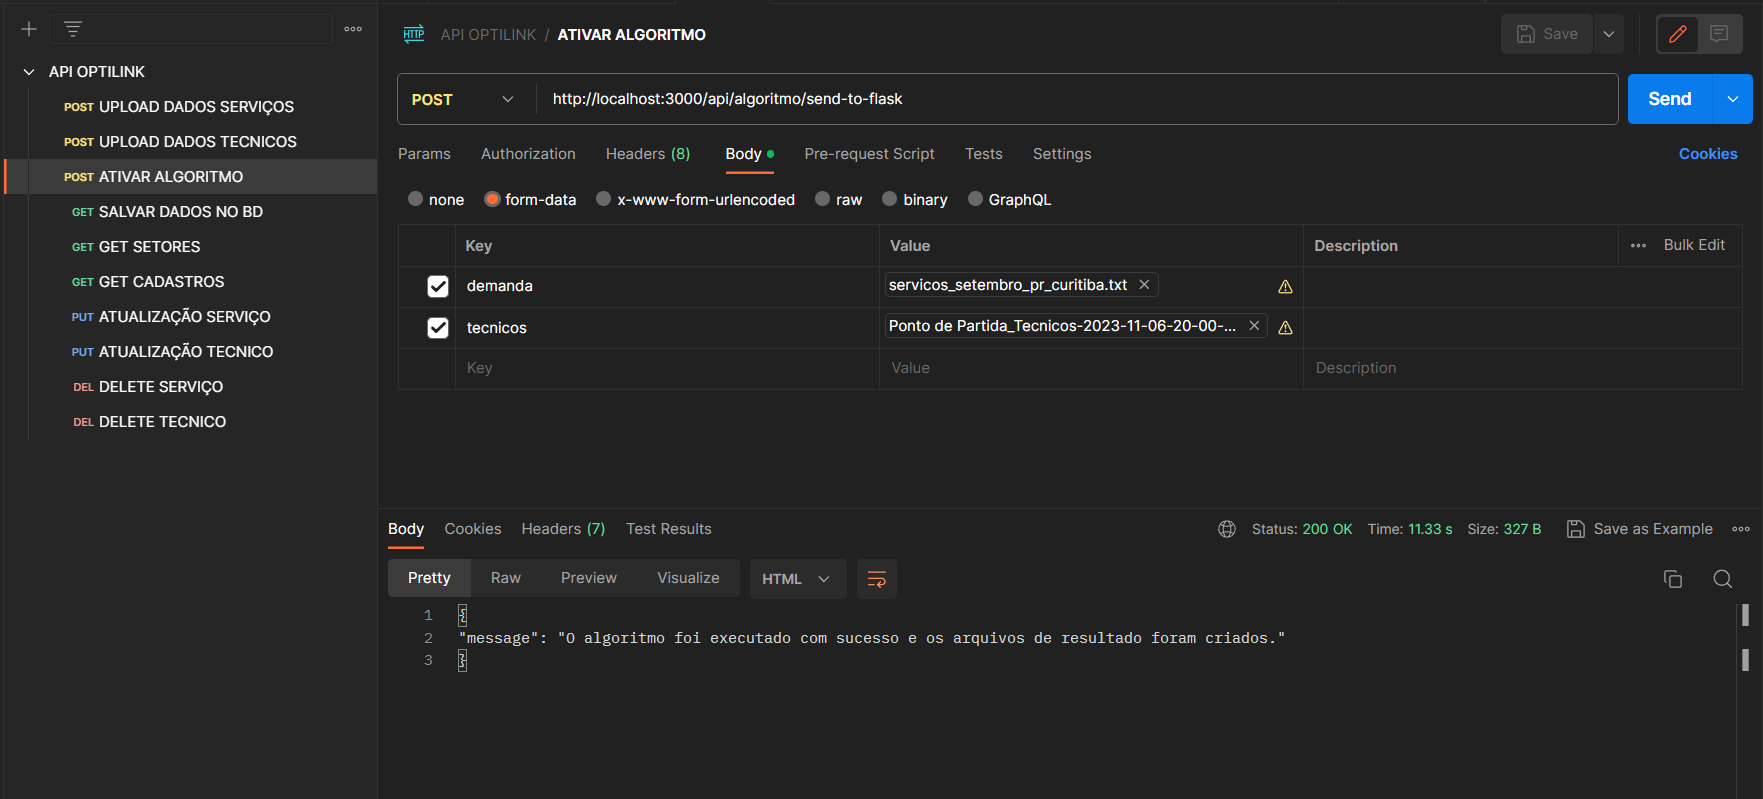 API OPTILINK
POST UPLOAD DADOS SERVIÇOS
POST UPLOAD DADOS TECNICOS
POST ATIVAR ALGORITMO
GET SALVAR DADOS NO BD
GET GET SETORES
GET GET CADASTROS
PUT ATUALIZAÇÃO SERVIÇO
PUT ATUALIZAÇÃO TECNICO
DEL DELETE SERVIÇO
DEL DELETE TECNICO
HTTP API OPTILINK / ATIVAR ALGORITMO Save
POST http://localhost:3000/api/algoritmo/send-to-flask Send
Params Authorization Headers (8) Body Pre-request Script Tests Settings Cookies
none form-data x-www-form-urlencoded raw binary GraphQL
Key Value Description Bulk Edit
demanda servicos_setembro_pr_curitiba.txt
tecnicos Ponto de Partida_Tecnicos-2023-11-06-20-00-...
Key Value Description
Body Cookies Headers (7) Test Results Status: 200 OK Time: 11.33 s Size: 327 B Save as Example
Pretty Raw Preview Visualize HTML
1 {
2 "message": "O algoritmo foi executado com sucesso e os arquivos de resultado foram criados."
3 }